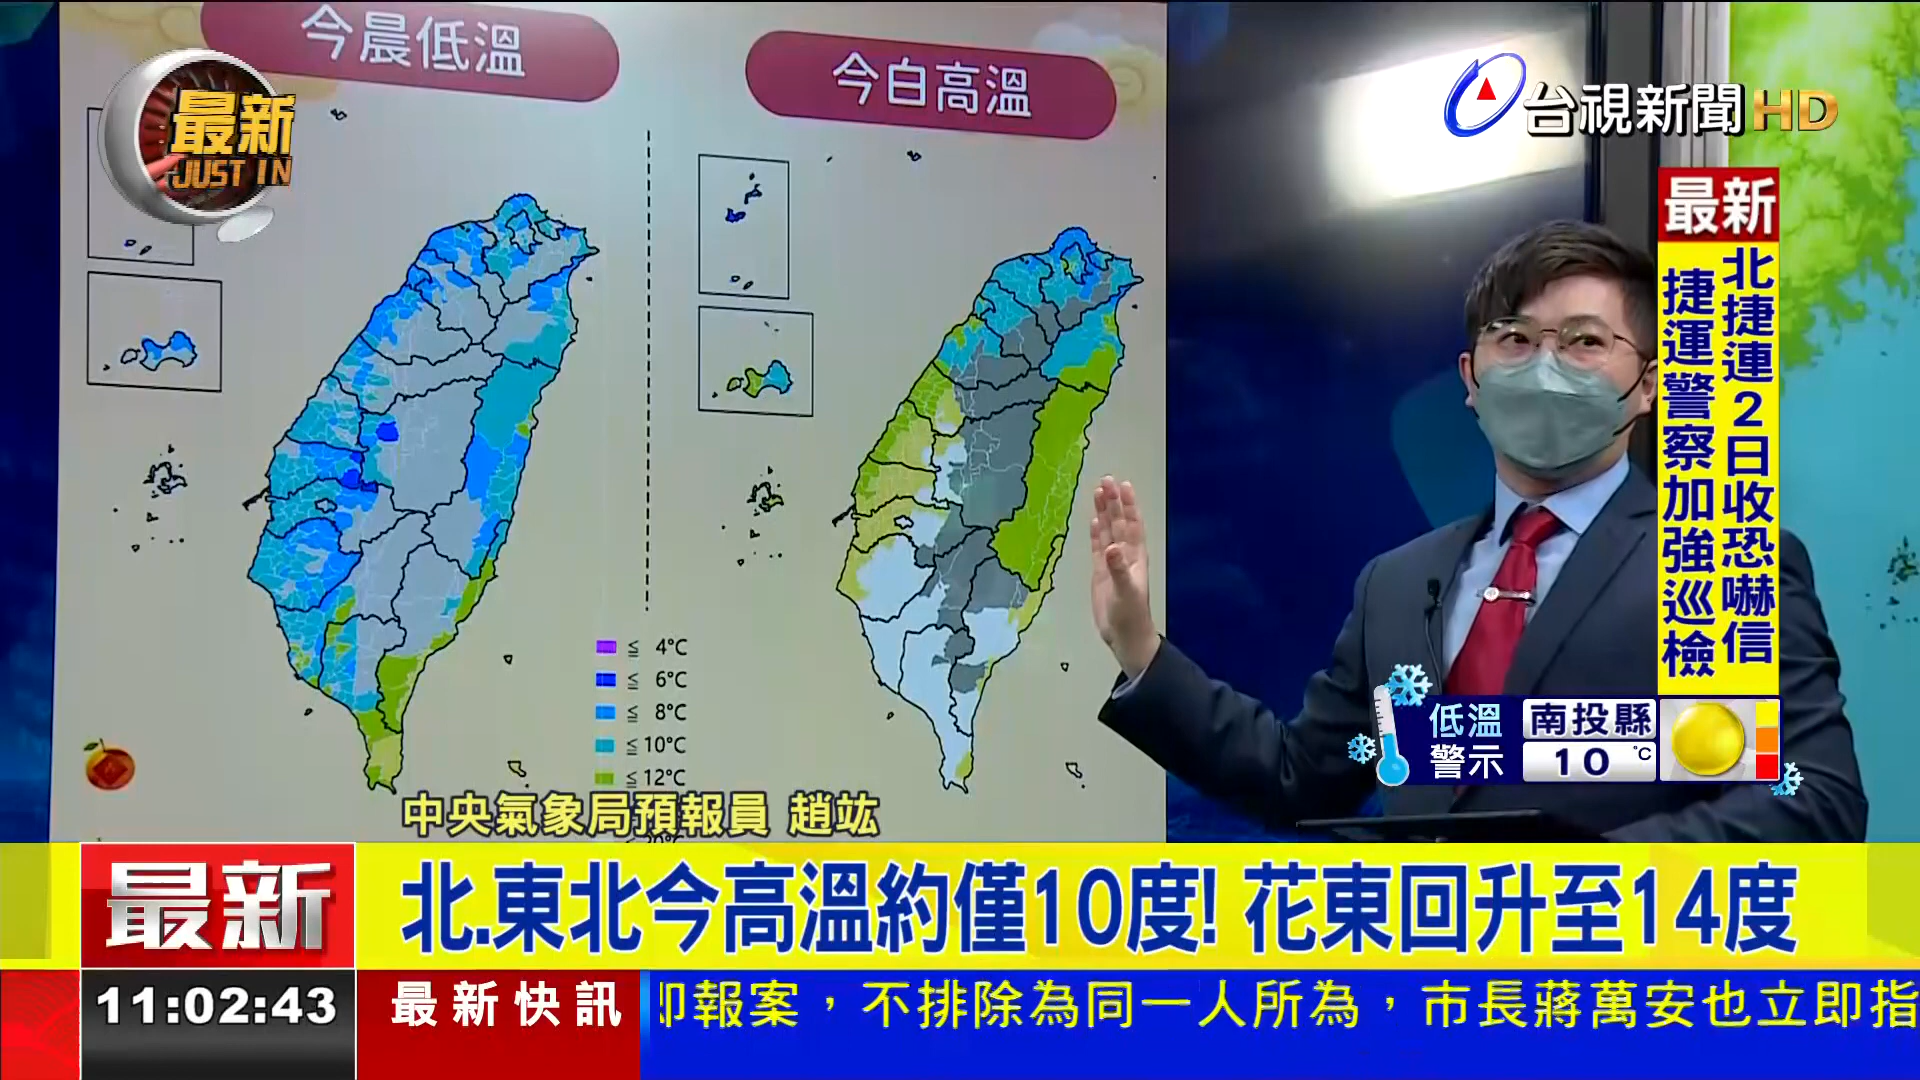 今晨低溫
今白高溫
最新
JUST IN
台視新聞HD
最新
北捷連2日收恐嚇信
捷運警察加強巡檢
≦ 4°C
≦ 6°C
≦ 8°C
≦ 10°C
≦ 12°C
低溫
警示
南投縣
10 °C
中央氣象局預報員 趙竑
最新
北.東北今高溫約僅10度! 花東回升至14度
11:02:43
最新快訊
即報案，不排除為同一人所為，市長蔣萬安也立即指